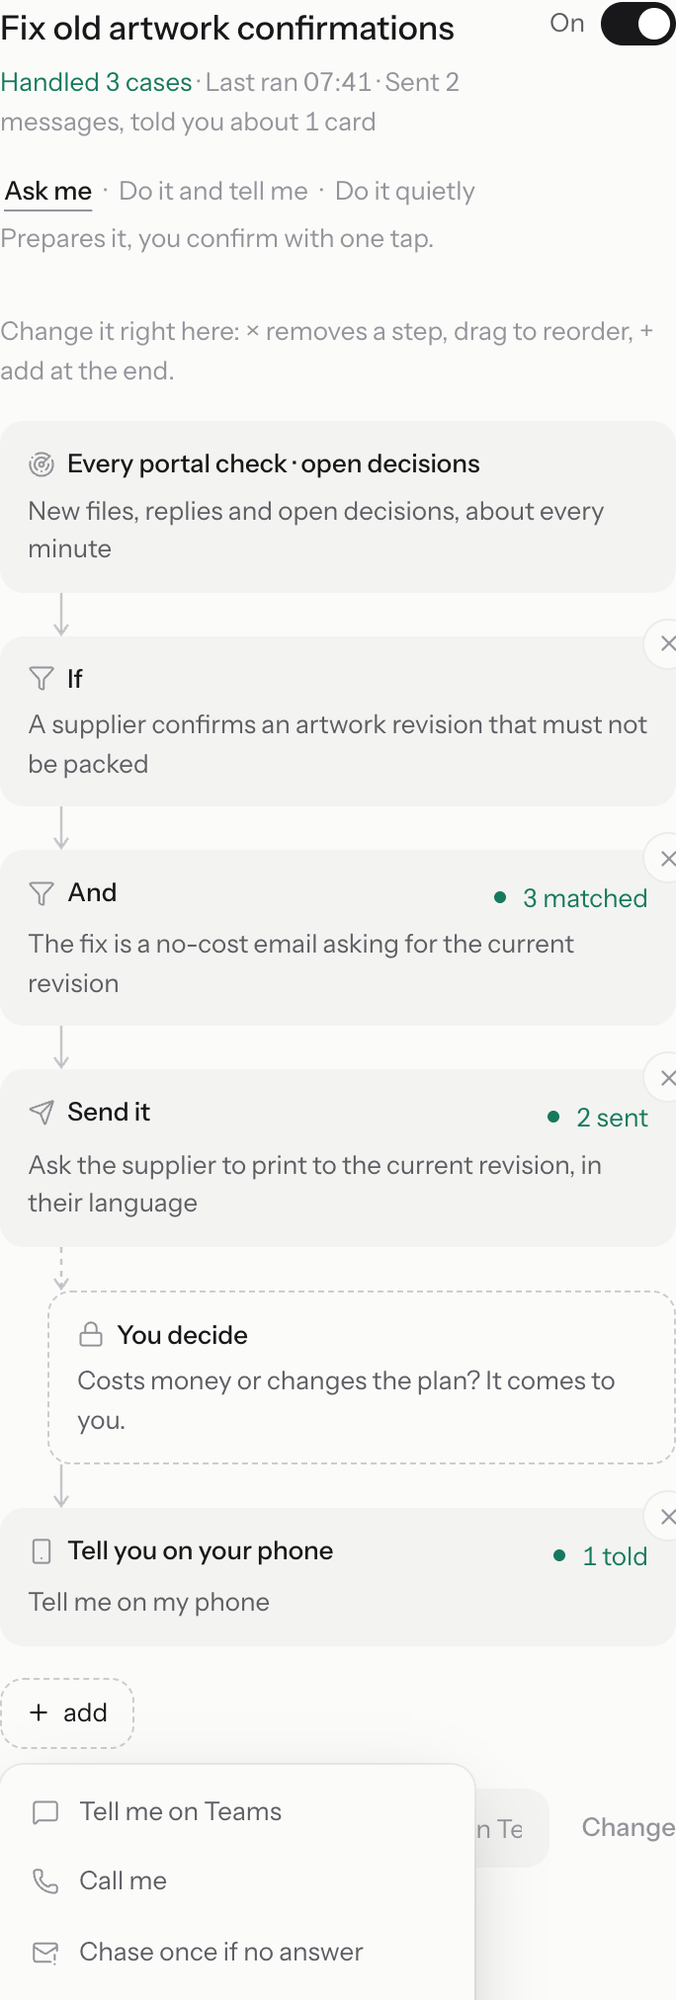 Fix old artwork confirmations
On
Handled 3 cases · Last ran 07:41 · Sent 2
messages, told you about 1 card
Ask me · Do it and tell me · Do it quietly
Prepares it, you confirm with one tap.
Change it right here: × removes a step, drag to reorder, +
add at the end.
Every portal check · open decisions
New files, replies and open decisions, about every
minute
If
A supplier confirms an artwork revision that must not
be packed
And
3 matched
The fix is a no-cost email asking for the current
revision
Send it
2 sent
Ask the supplier to print to the current revision, in
their language
You decide
Costs money or changes the plan? It comes to
you.
Tell you on your phone
1 told
Tell me on my phone
+ add
Tell me on Teams
n Te
Change
Call me
Chase once if no answer